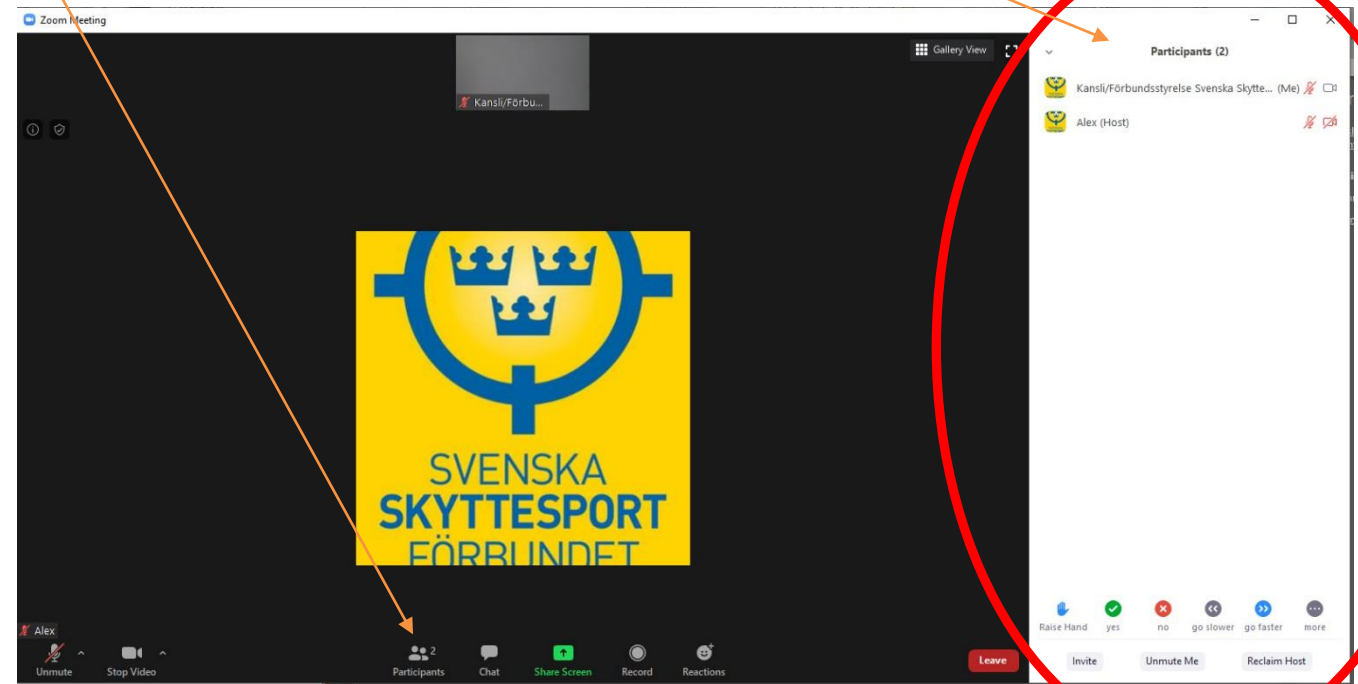 Zoom Meeting
Gallery View
Participants (2)
Kansli/Förbundsstyrelse Svenska Skytte... (Me)
Alex (Host)
Kansli/Förbu...
SVENSKA
SKYTTESPORT
FÖRBUNDET
Alex
Unmute
Stop Video
2
Participants
Chat
Share Screen
Record
Reactions
Leave
Raise Hand
yes
no
go slower
go faster
more
Invite
Unmute Me
Reclaim Host